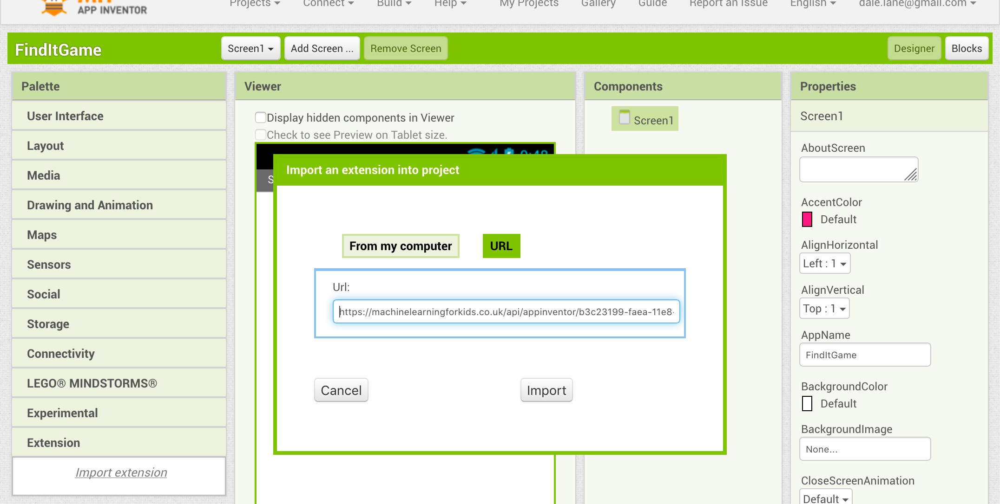 MIT
APP INVENTOR
Projects
Connect
Build
Help
My Projects
Gallery
Guide
Report an Issue
English
dale.lane@gmail.com
FindItGame
Screen1
Add Screen ...
Remove Screen
Designer
Blocks
Palette
User Interface
Layout
Media
Drawing and Animation
Maps
Sensors
Social
Storage
Connectivity
LEGO® MINDSTORMS®
Experimental
Extension
Import extension
Viewer
Display hidden components in Viewer
Check to see Preview on Tablet size.
9:48
S
Import an extension into project
From my computer
URL
Url:
https://machinelearningforkids.co.uk/api/appinventor/b3c23199-faea-11e8-
Cancel
Import
Components
Screen1
Properties
Screen1
AboutScreen
AccentColor
Default
AlignHorizontal
Left : 1
AlignVertical
Top : 1
AppName
FindItGame
BackgroundColor
Default
BackgroundImage
None...
CloseScreenAnimation
Default